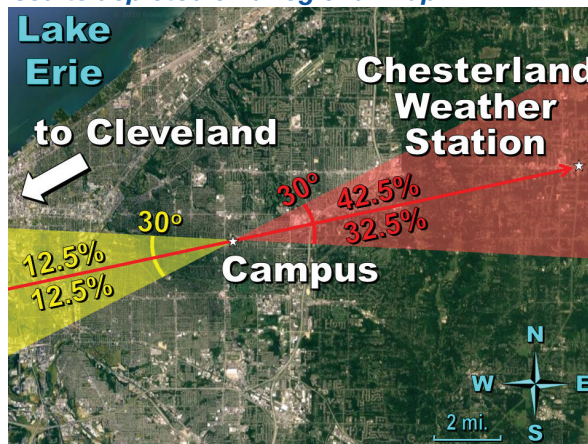 Lake
Erie
to Cleveland
Chesterland
Weather
Station
30°
30°
42.5%
32.5%
12.5%
12.5%
Campus
N
W
E
S
2 mi.